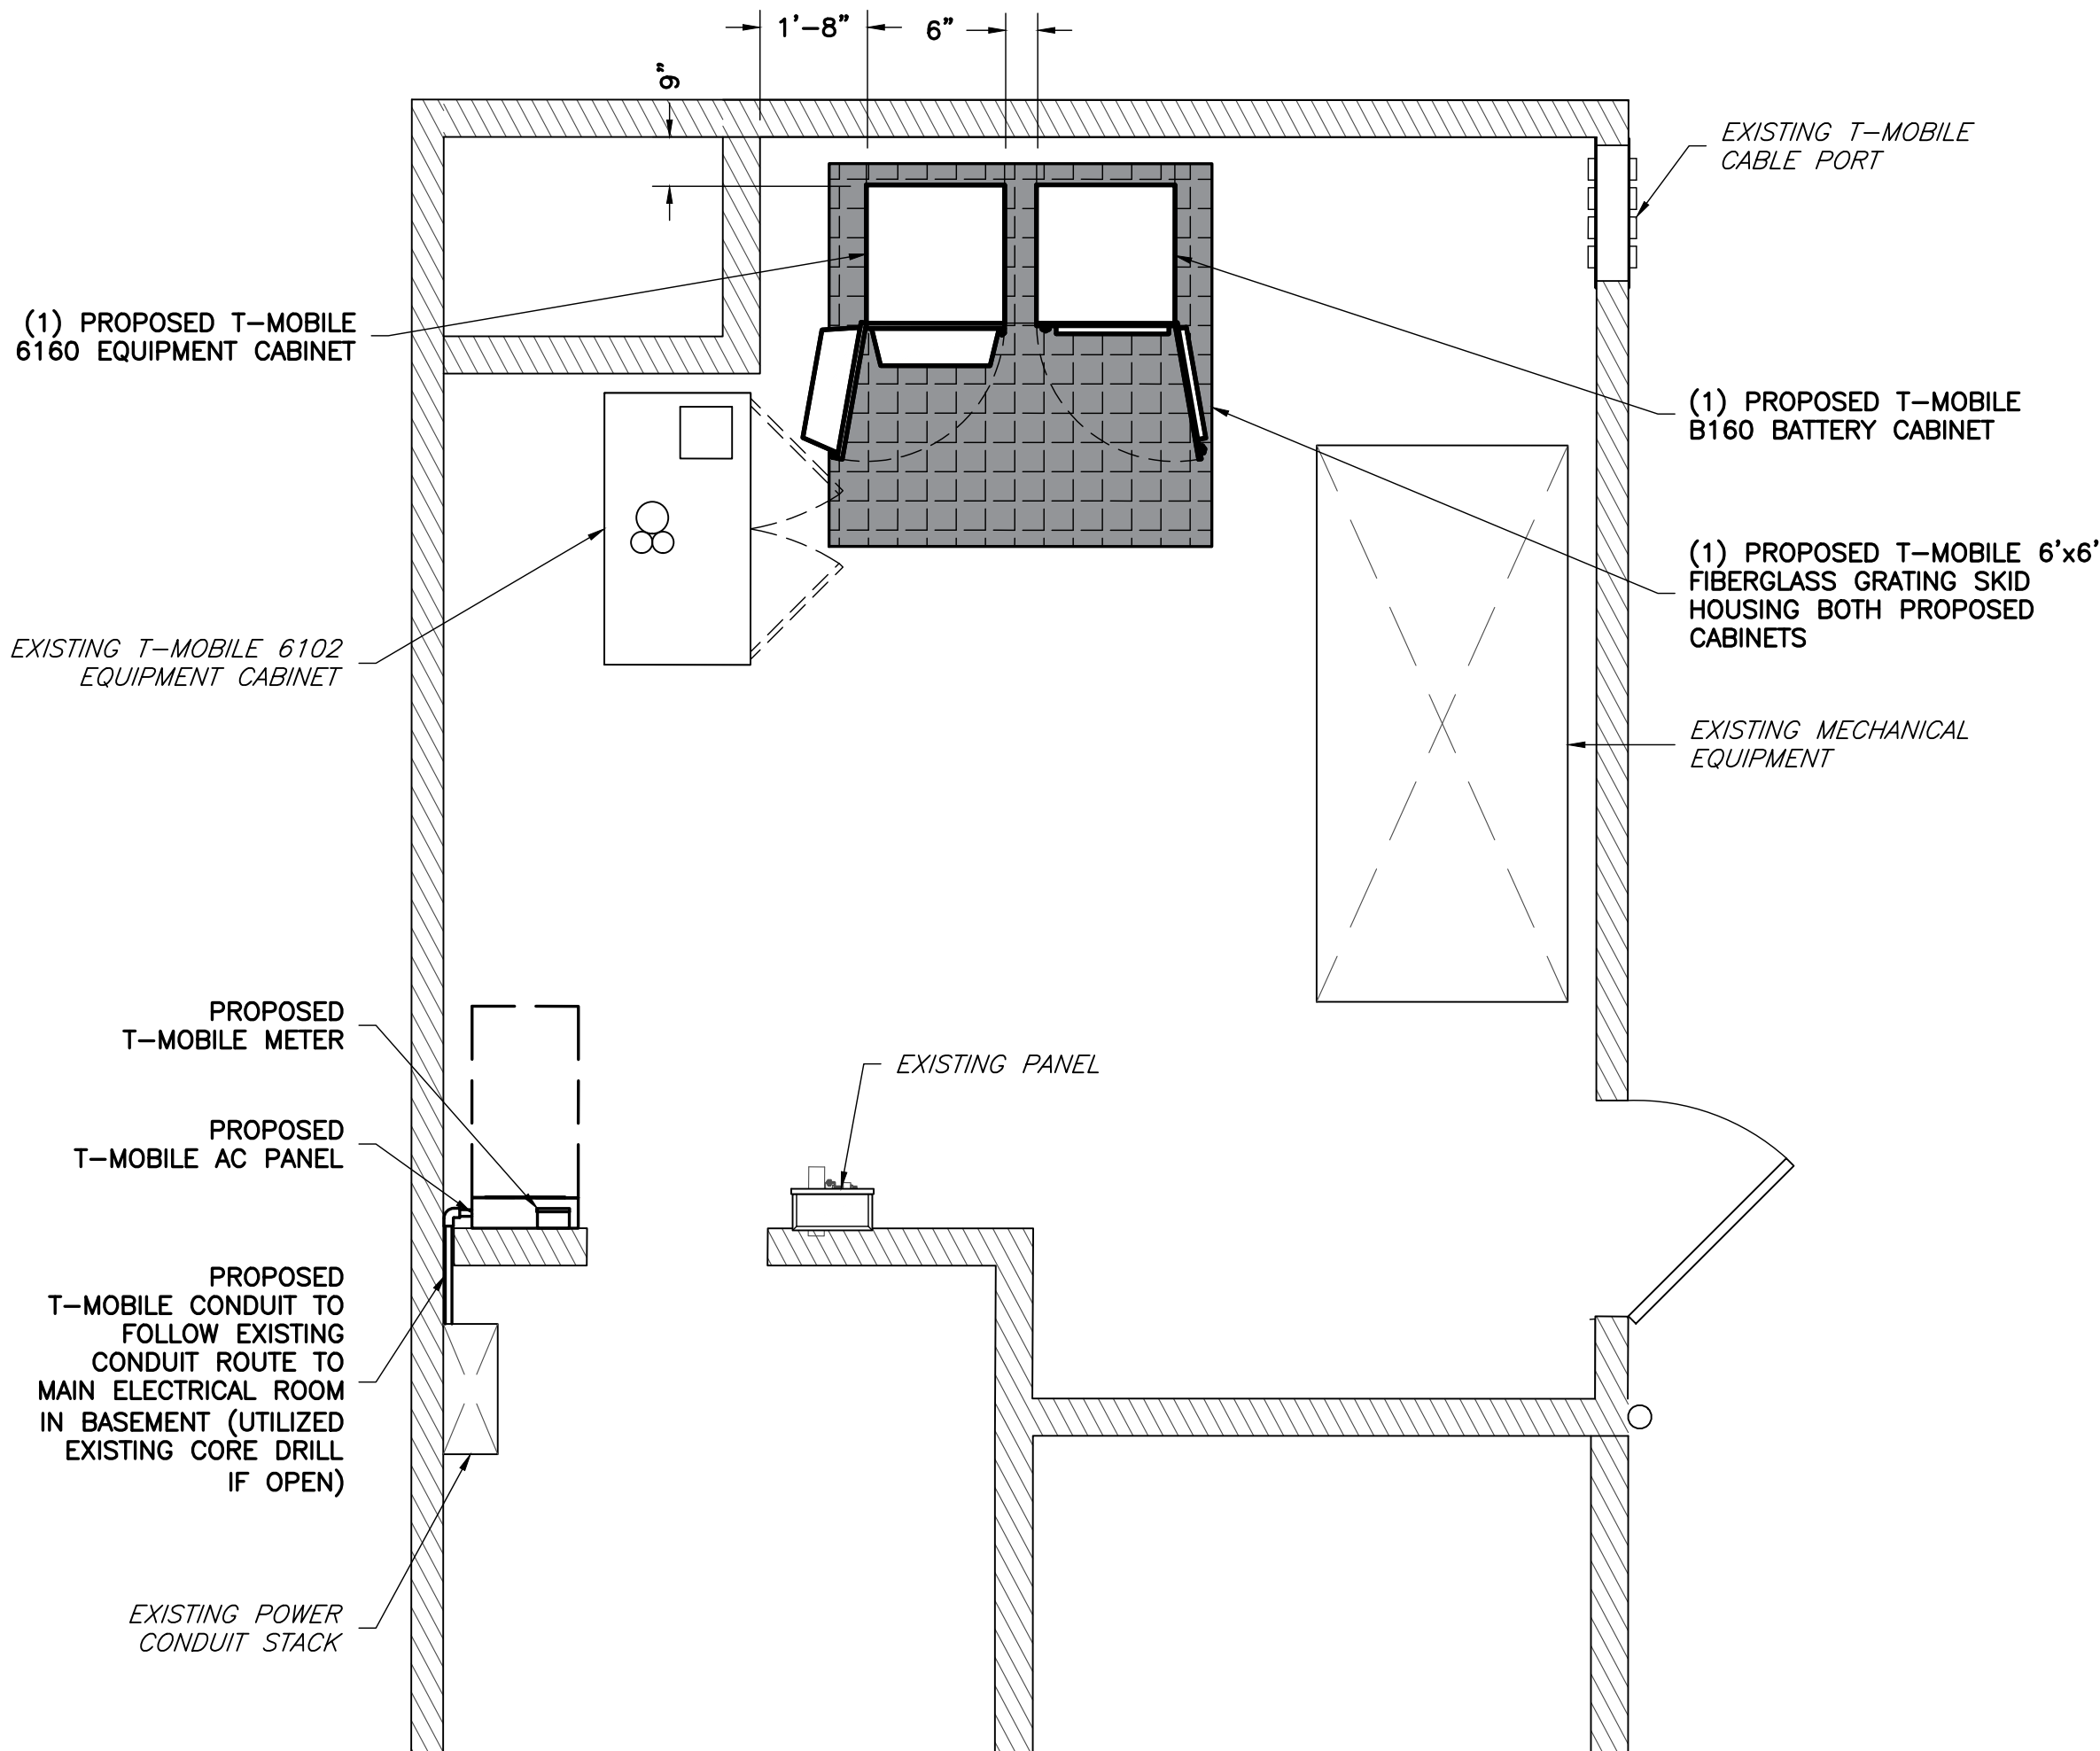 1'-8"
6"
9"
EXISTING T-MOBILE
CABLE PORT
(1) PROPOSED T-MOBILE
6160 EQUIPMENT CABINET
(1) PROPOSED T-MOBILE
B160 BATTERY CABINET
(1) PROPOSED T-MOBILE 6'x6'
FIBERGLASS GRATING SKID
HOUSING BOTH PROPOSED
CABINETS
EXISTING T-MOBILE 6102
EQUIPMENT CABINET
EXISTING MECHANICAL
EQUIPMENT
PROPOSED
T-MOBILE METER
EXISTING PANEL
PROPOSED
T-MOBILE AC PANEL
PROPOSED
T-MOBILE CONDUIT TO
FOLLOW EXISTING
CONDUIT ROUTE TO
MAIN ELECTRICAL ROOM
IN BASEMENT (UTILIZED
EXISTING CORE DRILL
IF OPEN)
EXISTING POWER
CONDUIT STACK